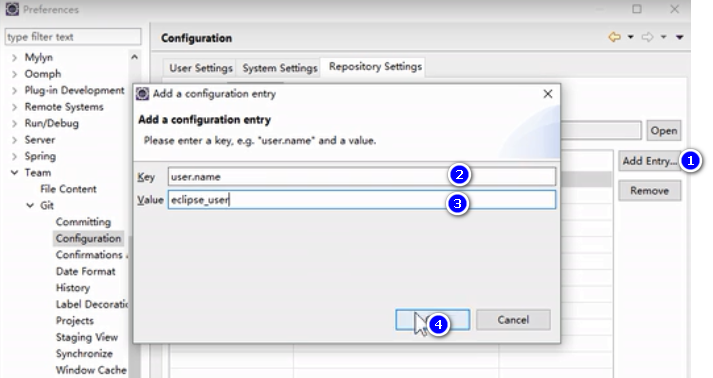 Preferences
type filter text
Mylyn
Oomph
Plug-in Development
Remote Systems
Run/Debug
Server
Spring
Team
File Content
Git
Committing
Configuration
Confirmations
Date Format
History
Label Decoratic
Projects
Staging View
Synchronize
Window Cache
Configuration
User Settings
System Settings
Repository Settings
Open
Add Entry... 1
Remove
Add a configuration entry
Add a configuration entry
Please enter a key, e.g. "user.name" and a value.
Key user.name 2
Value eclipse_user 3
4
Cancel